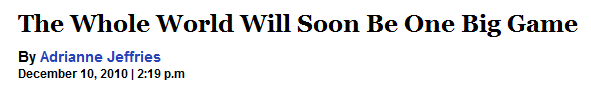 The Whole World Will Soon Be One Big Game
By Adrianne Jeffries
December 10, 2010 | 2:19 p.m